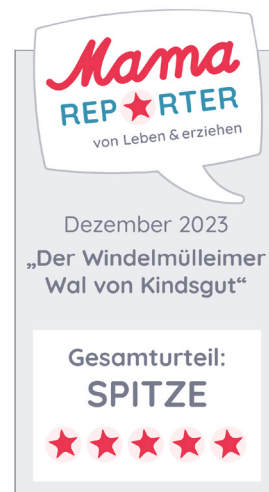 Mama
REPORTER
von Leben & erziehen
Dezember 2023
„Der Windelmülleimer
Wal von Kindsgut“
Gesamturteil:
SPITZE